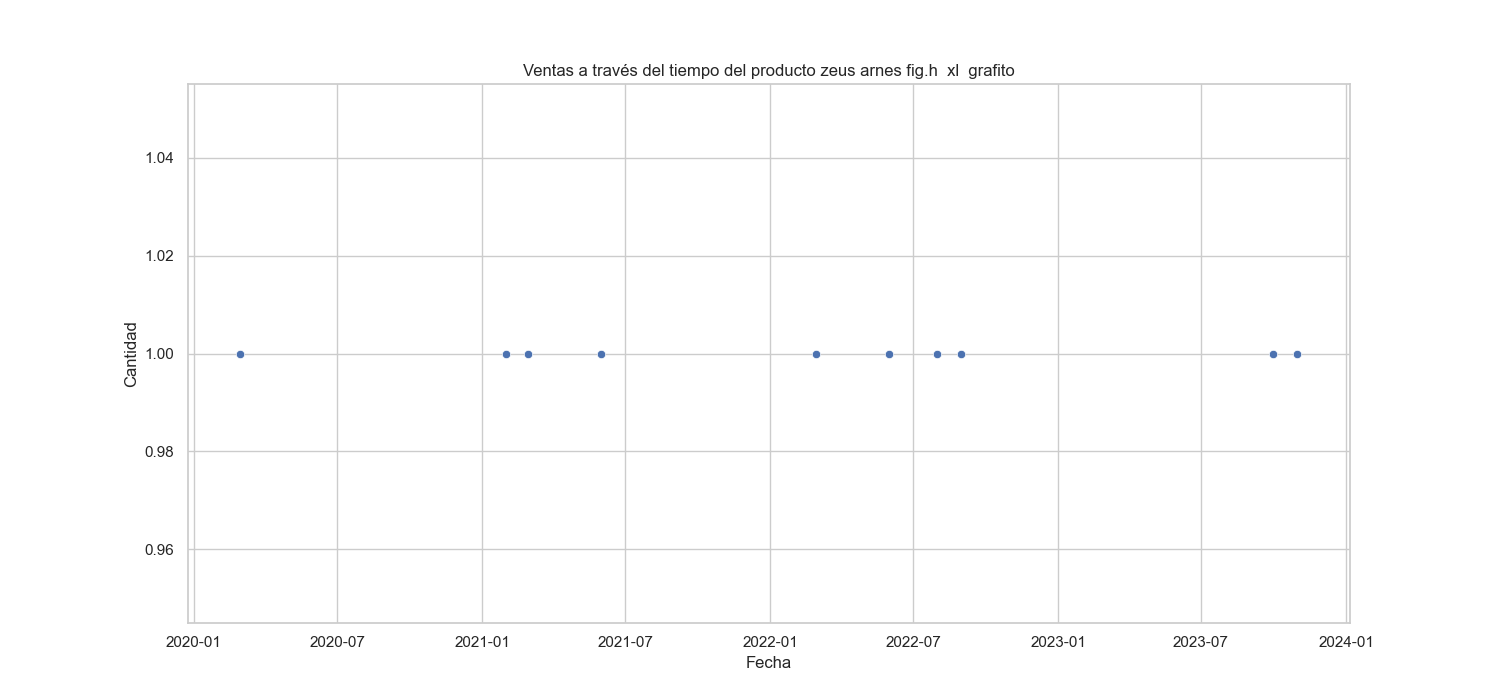 Ventas a través del tiempo del producto zeus arnes fig.h  xl  grafito
1.04
1.02
1.00
0.98
0.96
Cantidad
2020-01 2020-07 2021-01 2021-07 2022-01 2022-07 2023-01 2023-07 2024-01
Fecha